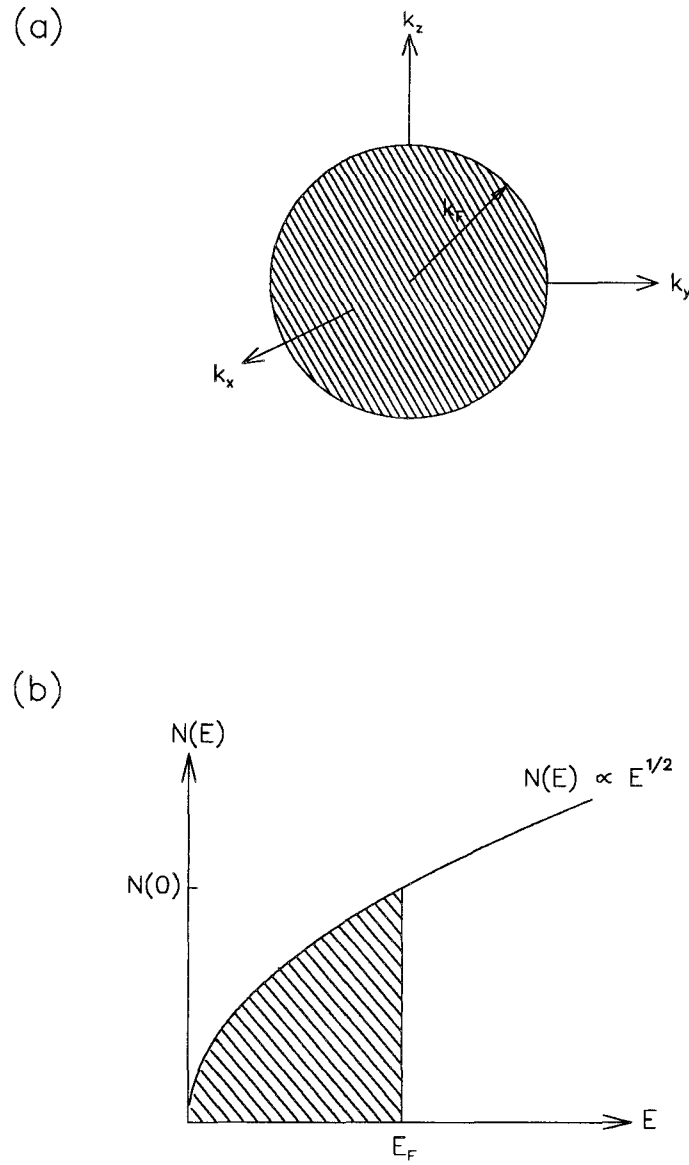 (a)
k_z
k_F
k_y
k_x
(b)
N(E)
N(E) ∝ E^1/2
N(0)
E
E_F